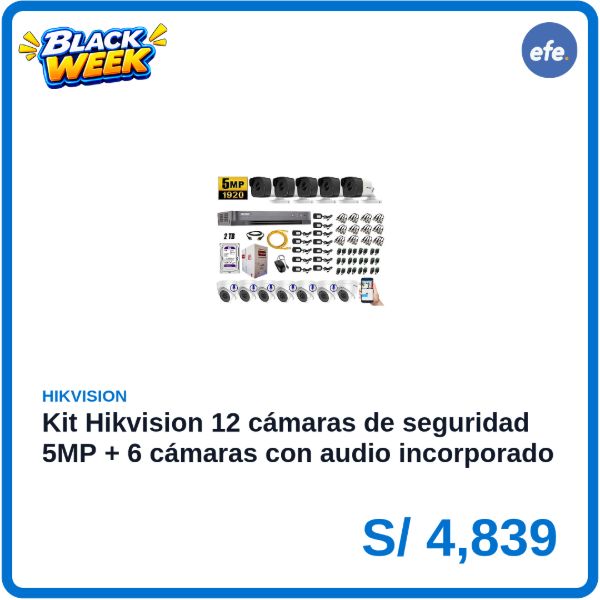 BLACK
WEEK
efe.
5MP
1920
2 TB
HIKVISION
Kit Hikvision 12 cámaras de seguridad
5MP + 6 cámaras con audio incorporado
S/ 4,839